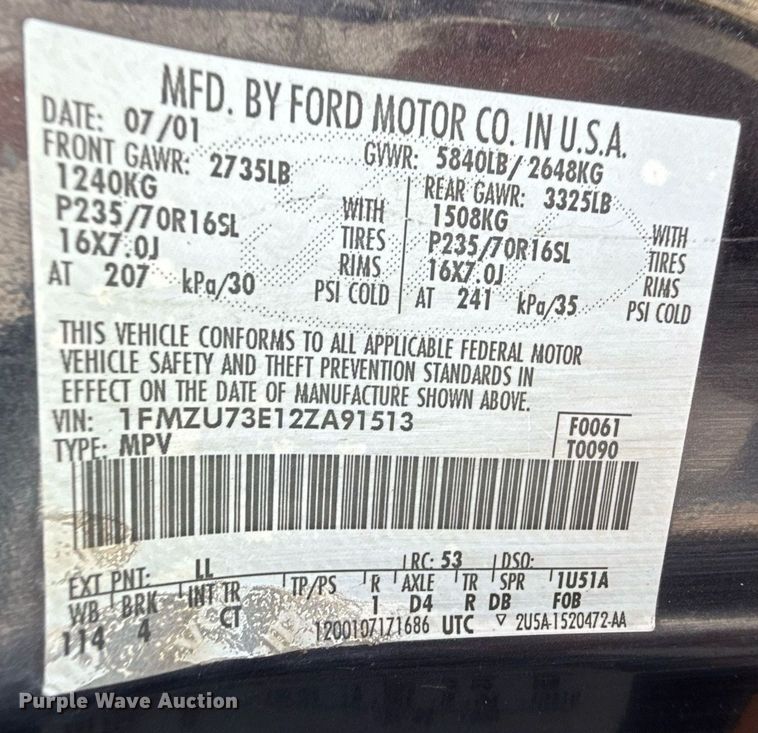 MFD. BY FORD MOTOR CO. IN U.S.A.
DATE: 07/01 GVWR: 5840LB/ 2648KG
FRONT GAWR: 2735LB REAR GAWR: 3325LB
1240KG WITH 1508KG WITH
P235/70R16SL TIRES P235/70R16SL TIRES
16X7.0J RIMS 16X7.0J RIMS
AT 207 kPa/30 PSI COLD AT 241 kPa/35 PSI COLD
THIS VEHICLE CONFORMS TO ALL APPLICABLE FEDERAL MOTOR
VEHICLE SAFETY AND THEFT PREVENTION STANDARDS IN
EFFECT ON THE DATE OF MANUFACTURE SHOWN ABOVE.
VIN: 1FMZU73E12ZA91513 F0061
TYPE: MPV T0090
EXT PNT: LL RC: 53 DSO:
WB BRK INT TR TP/PS R AXLE TR SPR 1U51A
114 4 CT 1 D4 R DB FOB
1200107171686 UTC ▽ 2U5A-1520472-AA
Purple Wave Auction